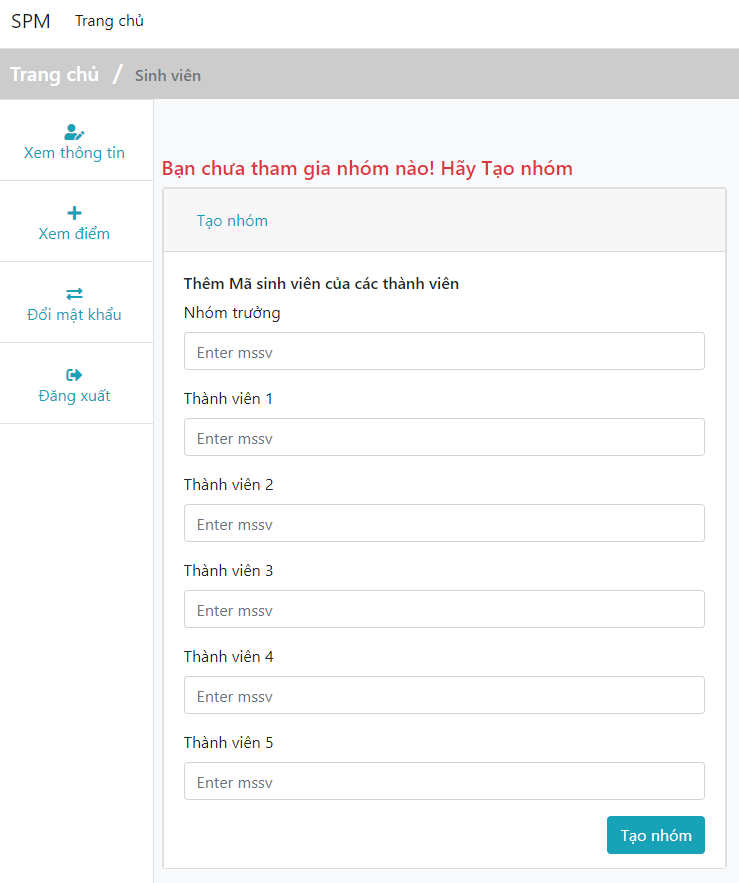 SPM Trang chủ
Trang chủ / Sinh viên
Xem thông tin
Xem điểm
Đổi mật khẩu
Đăng xuất
Bạn chưa tham gia nhóm nào! Hãy Tạo nhóm
Tạo nhóm
Thêm Mã sinh viên của các thành viên
Nhóm trưởng
Enter mssv
Thành viên 1
Enter mssv
Thành viên 2
Enter mssv
Thành viên 3
Enter mssv
Thành viên 4
Enter mssv
Thành viên 5
Enter mssv
Tạo nhóm